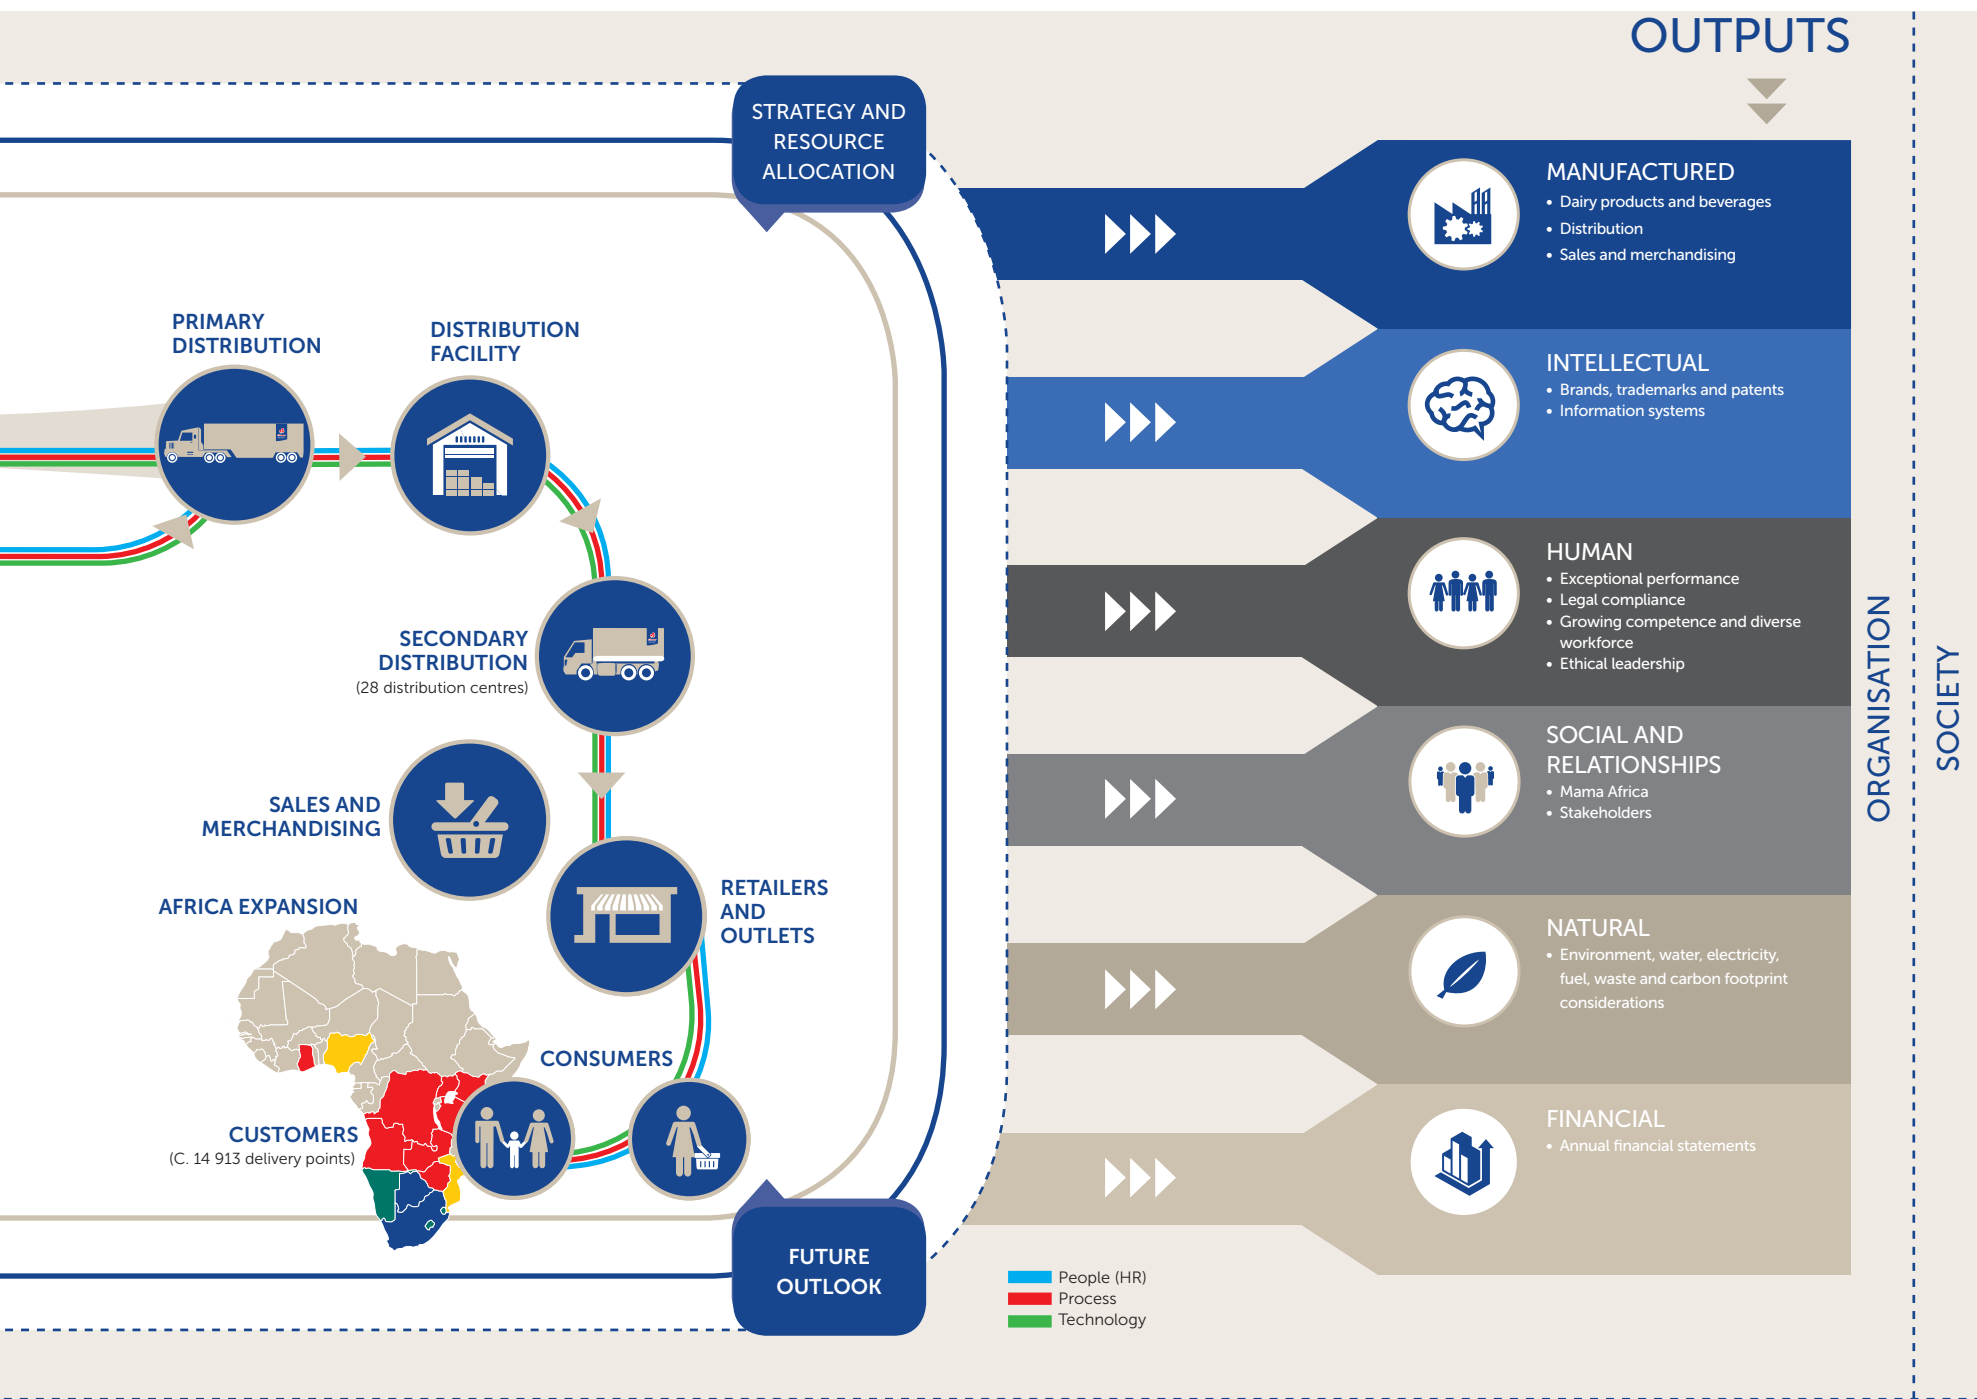 OUTPUTS
STRATEGY AND
RESOURCE
ALLOCATION
PRIMARY
DISTRIBUTION
DISTRIBUTION
FACILITY
SECONDARY
DISTRIBUTION
(28 distribution centres)
SALES AND
MERCHANDISING
RETAILERS
AND
OUTLETS
AFRICA EXPANSION
CONSUMERS
CUSTOMERS
(C. 14 913 delivery points)
FUTURE
OUTLOOK
MANUFACTURED
• Dairy products and beverages
• Distribution
• Sales and merchandising
INTELLECTUAL
• Brands, trademarks and patents
• Information systems
HUMAN
• Exceptional performance
• Legal compliance
• Growing competence and diverse
workforce
• Ethical leadership
SOCIAL AND
RELATIONSHIPS
• Mama Africa
• Stakeholders
NATURAL
• Environment, water, electricity,
fuel, waste and carbon footprint
considerations
FINANCIAL
• Annual financial statements
People (HR)
Process
Technology
ORGANISATION
SOCIETY